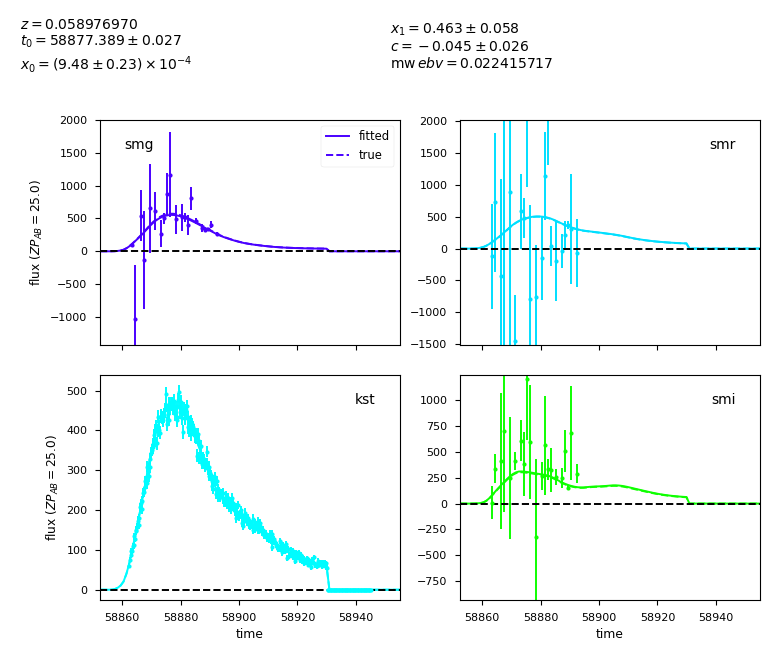 z = 0.058976970
t₀ = 58877.389 ± 0.027
x₀ = (9.48 ± 0.23) × 10⁻⁴
x₁ = 0.463 ± 0.058
c = −0.045 ± 0.026
mw ebv = 0.022415717
smg
fitted
true
2000
1500
1000
500
0
−500
−1000
flux (ZP_AB = 25.0)
smr
2000
1500
1000
500
0
−500
−1000
−1500
kst
500
400
300
200
100
0
flux (ZP_AB = 25.0)
58860 58880 58900 58920 58940
time
smi
1000
750
500
250
0
−250
−500
−750
58860 58880 58900 58920 58940
time